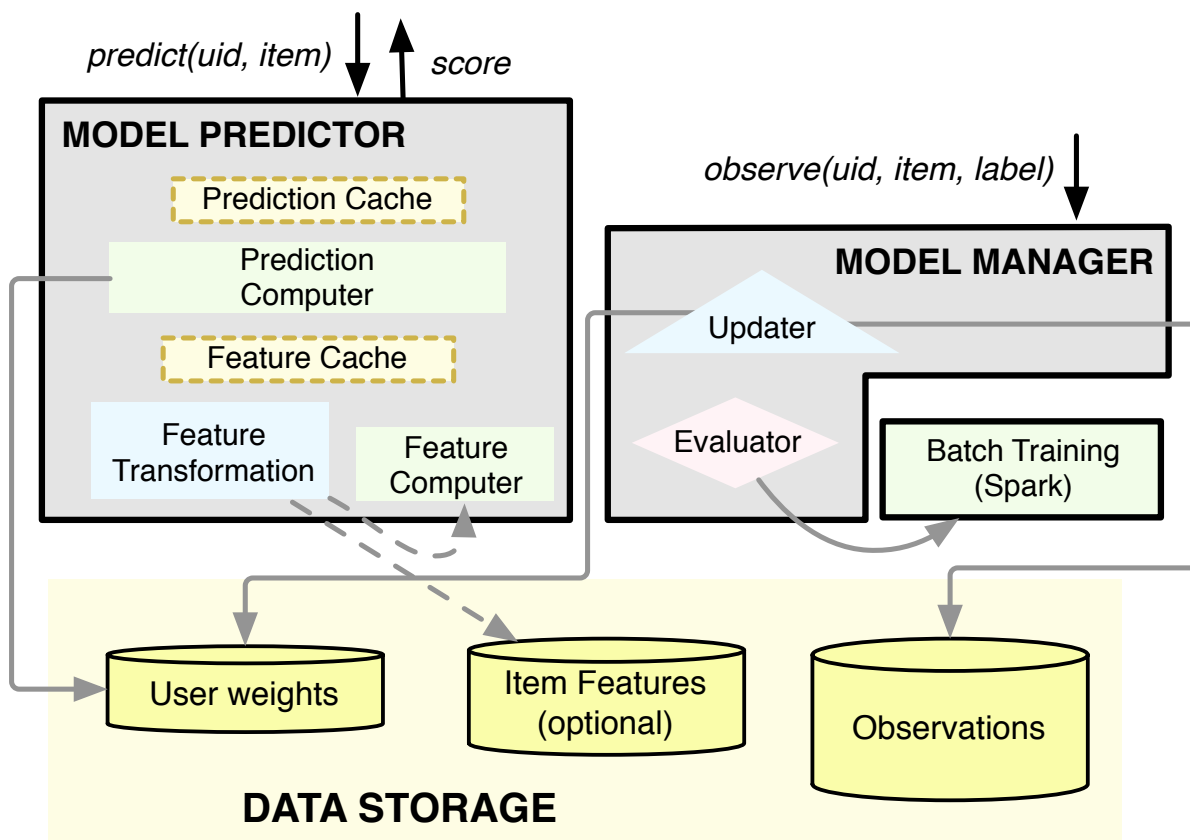 predict(uid, item)
score
MODEL PREDICTOR
Prediction Cache
Prediction
Computer
Feature Cache
Feature
Transformation
Feature
Computer
observe(uid, item, label)
MODEL MANAGER
Updater
Evaluator
Batch Training
(Spark)
User weights
Item Features
(optional)
Observations
DATA STORAGE